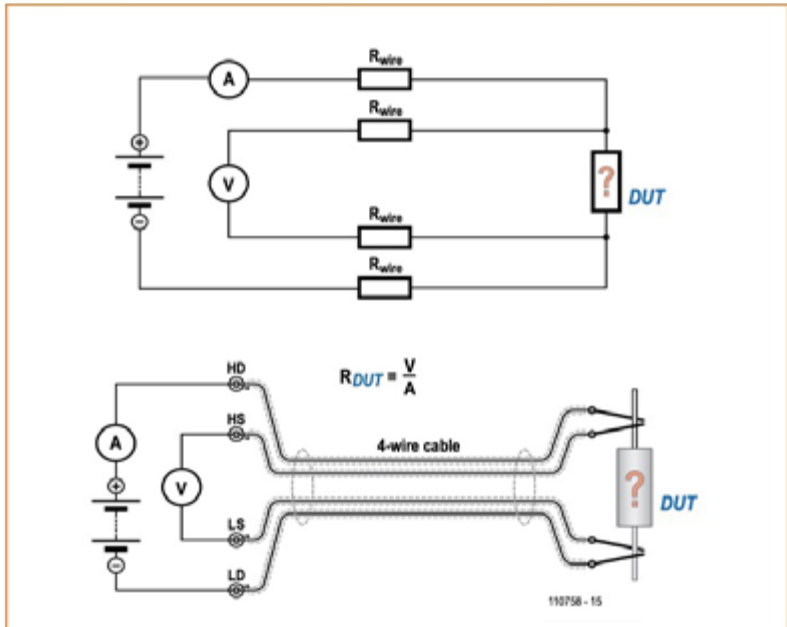 Rwire
A
Rwire
+
V
?
DUT
Rwire
−
Rwire
HD
RDUT = V
A
HS
A
4-wire cable
+
V
?
DUT
LS
−
LD
110758 - 15